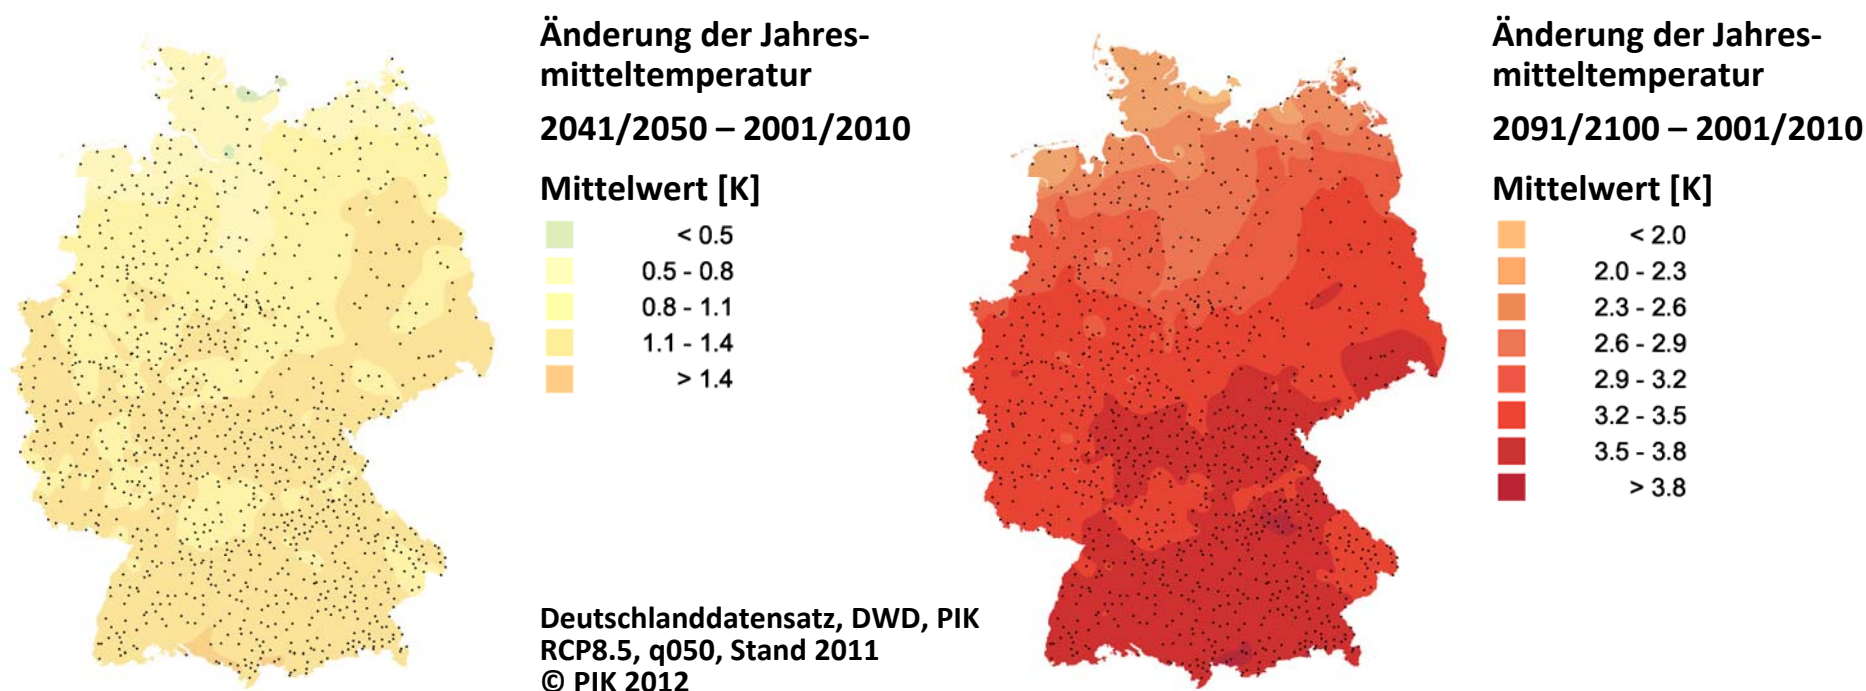 Änderung der Jahres-
mitteltemperatur
2041/2050 – 2001/2010
Mittelwert [K]
< 0.5
0.5 - 0.8
0.8 - 1.1
1.1 - 1.4
> 1.4
Deutschlanddatensatz, DWD, PIK
RCP8.5, q050, Stand 2011
© PIK 2012
Änderung der Jahres-
mitteltemperatur
2091/2100 – 2001/2010
Mittelwert [K]
< 2.0
2.0 - 2.3
2.3 - 2.6
2.6 - 2.9
2.9 - 3.2
3.2 - 3.5
3.5 - 3.8
> 3.8